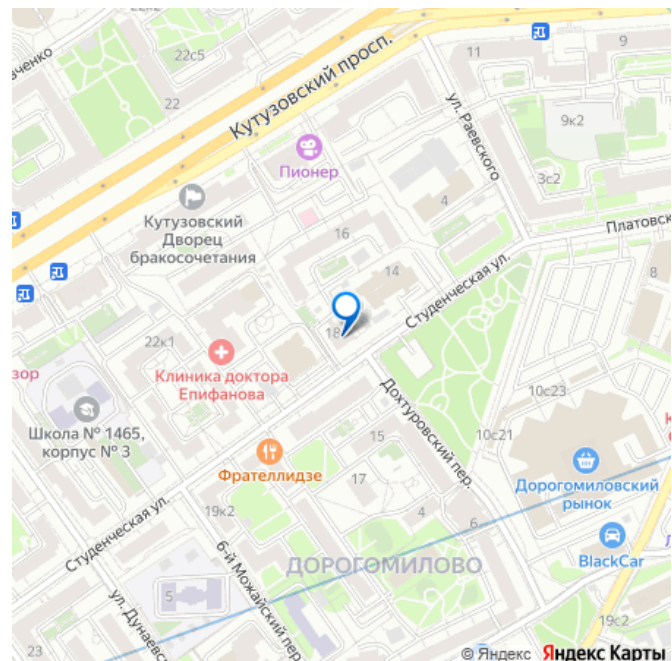 22к2
22с5
22
Кутузовский просп.
11
9
ул. Раевского
9к2
3с2
Пионер
4
Кутузовский
Дворец
бракосочетания
16
14
Платовск
Студенческая ул.
18
22к1
Клиника доктора
Епифанова
зор
Школа № 1465,
корпус № 3
Дохтуровский пер.
10с23
10с21
15
17
Фрателлидзе
19к2
4
6
Дорогомиловский
рынок
BlackCar
Студенческая ул.
ДОРОГОМИЛОВО
6-й Можайский пер.
5
ул. Дунаевс
23
19с2
© Яндекс Яндекс Карты